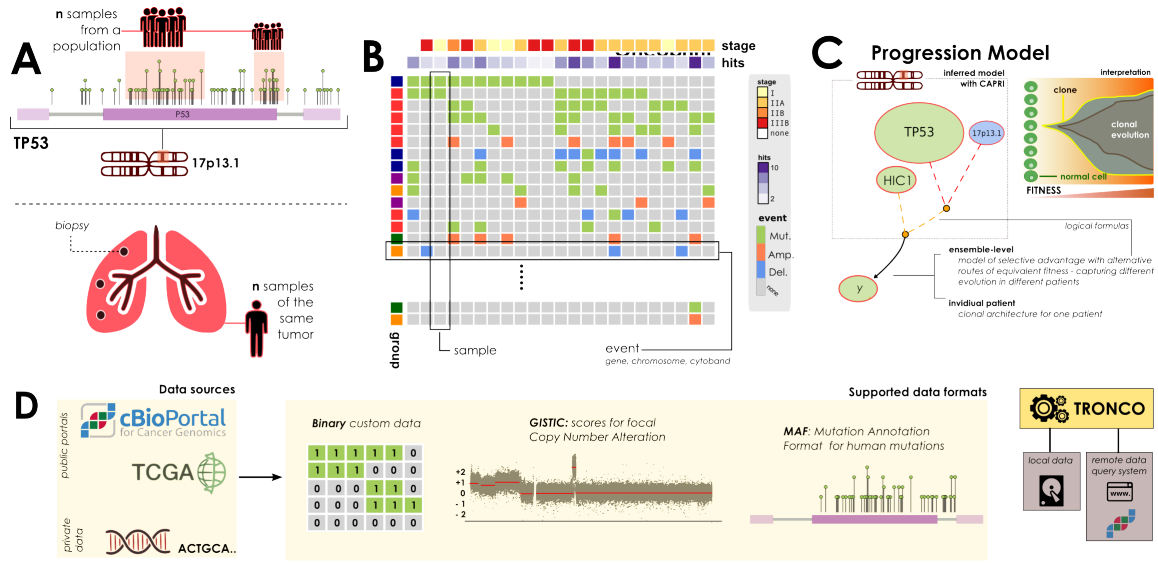 A
n samples
from a
population
P53
TP53
17p13.1
biopsy
n samples
of the
same
tumor
B
stage
hits
stage
I
IIA
IIB
IIIB
none
hits
10
2
event
Mut.
Amp.
Del.
none
group
sample
event
gene, chromosome, cytoband
C
Progression Model
inferred model
with CAPRI
interpretation
TP53
17p13.1
HIC1
y
clone
clonal
evolution
normal cell
FITNESS
logical formulas
ensemble-level
model of selective advantage with alternative
routes of equivalent fitness - capturing different
evolution in different patients
invidiual patient
clonal architecture for one patient
D
Data sources
public portals
cBioPortal
for Cancer Genomics
TCGA
private
data
ACTGCA..
Supported data formats
Binary custom data
1 1 1 1 1 0
1 1 1 0 0 0
0 0 0 1 1 0
0 0 0 1 1 1
0 0 0 0 0 0
GISTIC: scores for focal
Copy Number Alteration
+2
+1
0
- 1
- 2
MAF: Mutation Annotation
Format for human mutations
TRONCO
local data
remote data
query system
www.